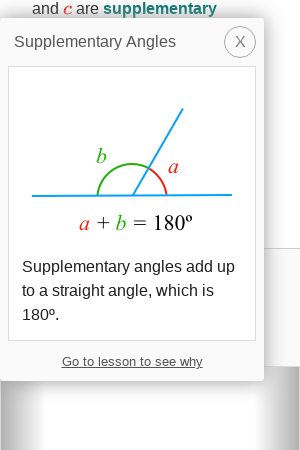 and c are supplementary
Supplementary Angles X
b
a
a + b = 180º
Supplementary angles add up
to a straight angle, which is
180º.
Go to lesson to see why